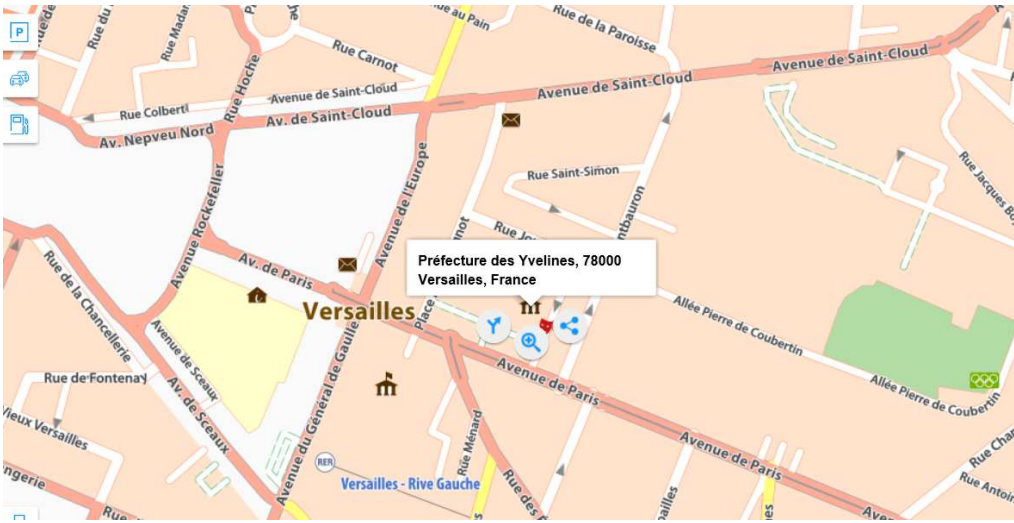 P
Rue Hoche
Rue Carnot
Rue de la Paroisse
Avenue de Saint-Cloud
Avenue de Saint-Cloud
Avenue de Saint-Cloud
Rue Colbert
Av. Nepveu Nord
Av. de Saint-Cloud
Rue Saint-Simon
Avenue Rockefeller
Avenue de l'Europe
Préfecture des Yvelines, 78000
Versailles, France
Av. de Paris
Versailles
Place
Rue de la Chancellerie
Avenue de Sceaux
Allée Pierre de Coubertin
Rue de Fontenay
Av. de Sceaux
Avenue du Général de Gaulle
Avenue de Paris
Allée Pierre de Coubertin
Vieux Versailles
Rue Ménard
Avenue de Paris
RER
Versailles - Rive Gauche
Rue des